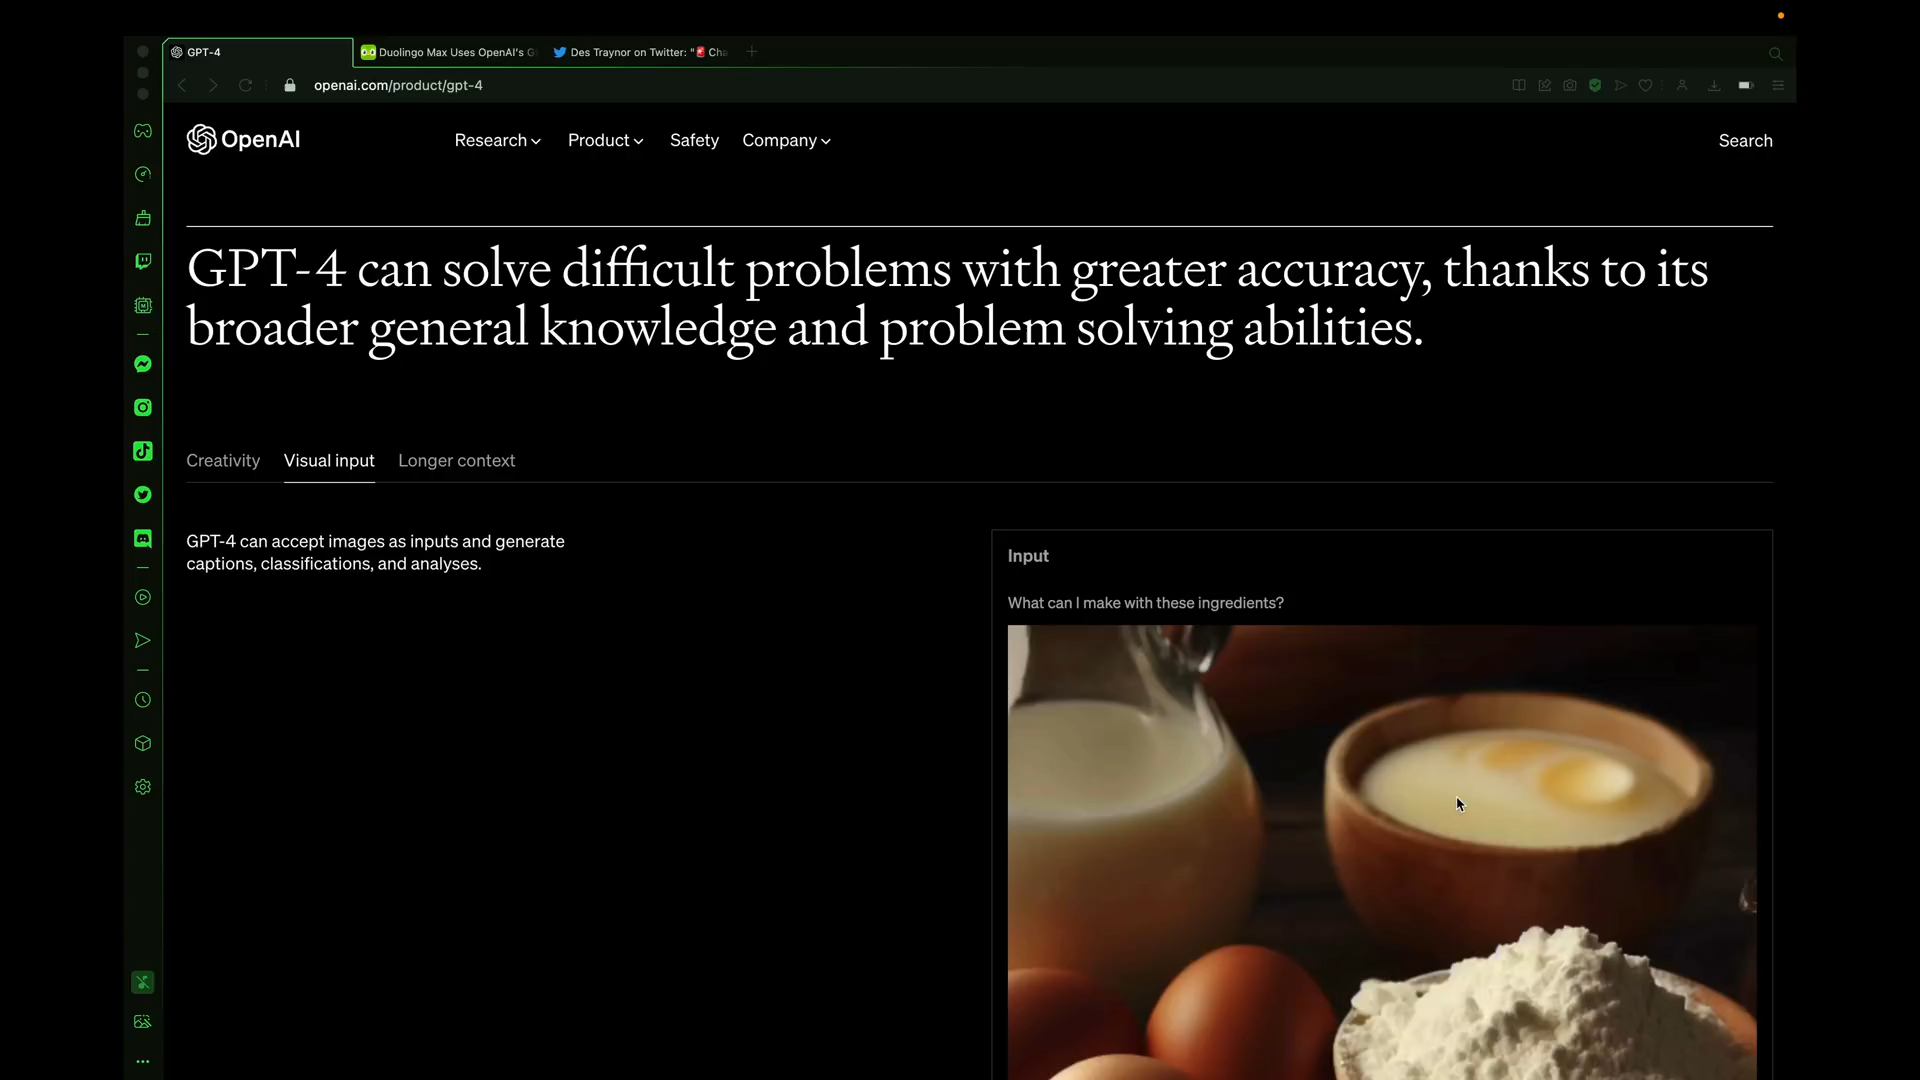 GPT-4
Duolingo Max Uses OpenAI's G
Des Traynor on Twitter: "🚨 Cha
openai.com/product/gpt-4
OpenAI
Research
Product
Safety
Company
Search
GPT-4 can solve difficult problems with greater accuracy, thanks to its
broader general knowledge and problem solving abilities.
Creativity
Visual input
Longer context
GPT-4 can accept images as inputs and generate
captions, classifications, and analyses.
Input
What can I make with these ingredients?